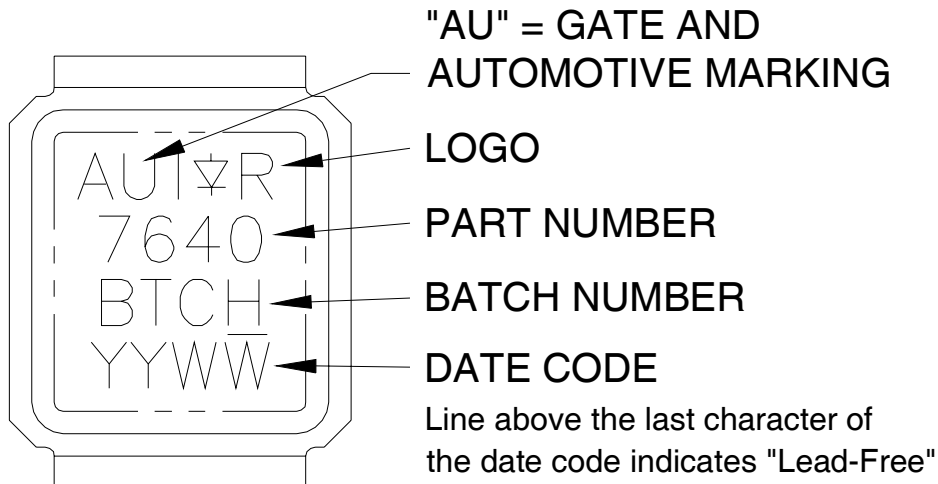 "AU" = GATE AND
AUTOMOTIVE MARKING
AUI R
LOGO
7640
PART NUMBER
BTCH
BATCH NUMBER
YYWW̅
DATE CODE
Line above the last character of
the date code indicates "Lead-Free"